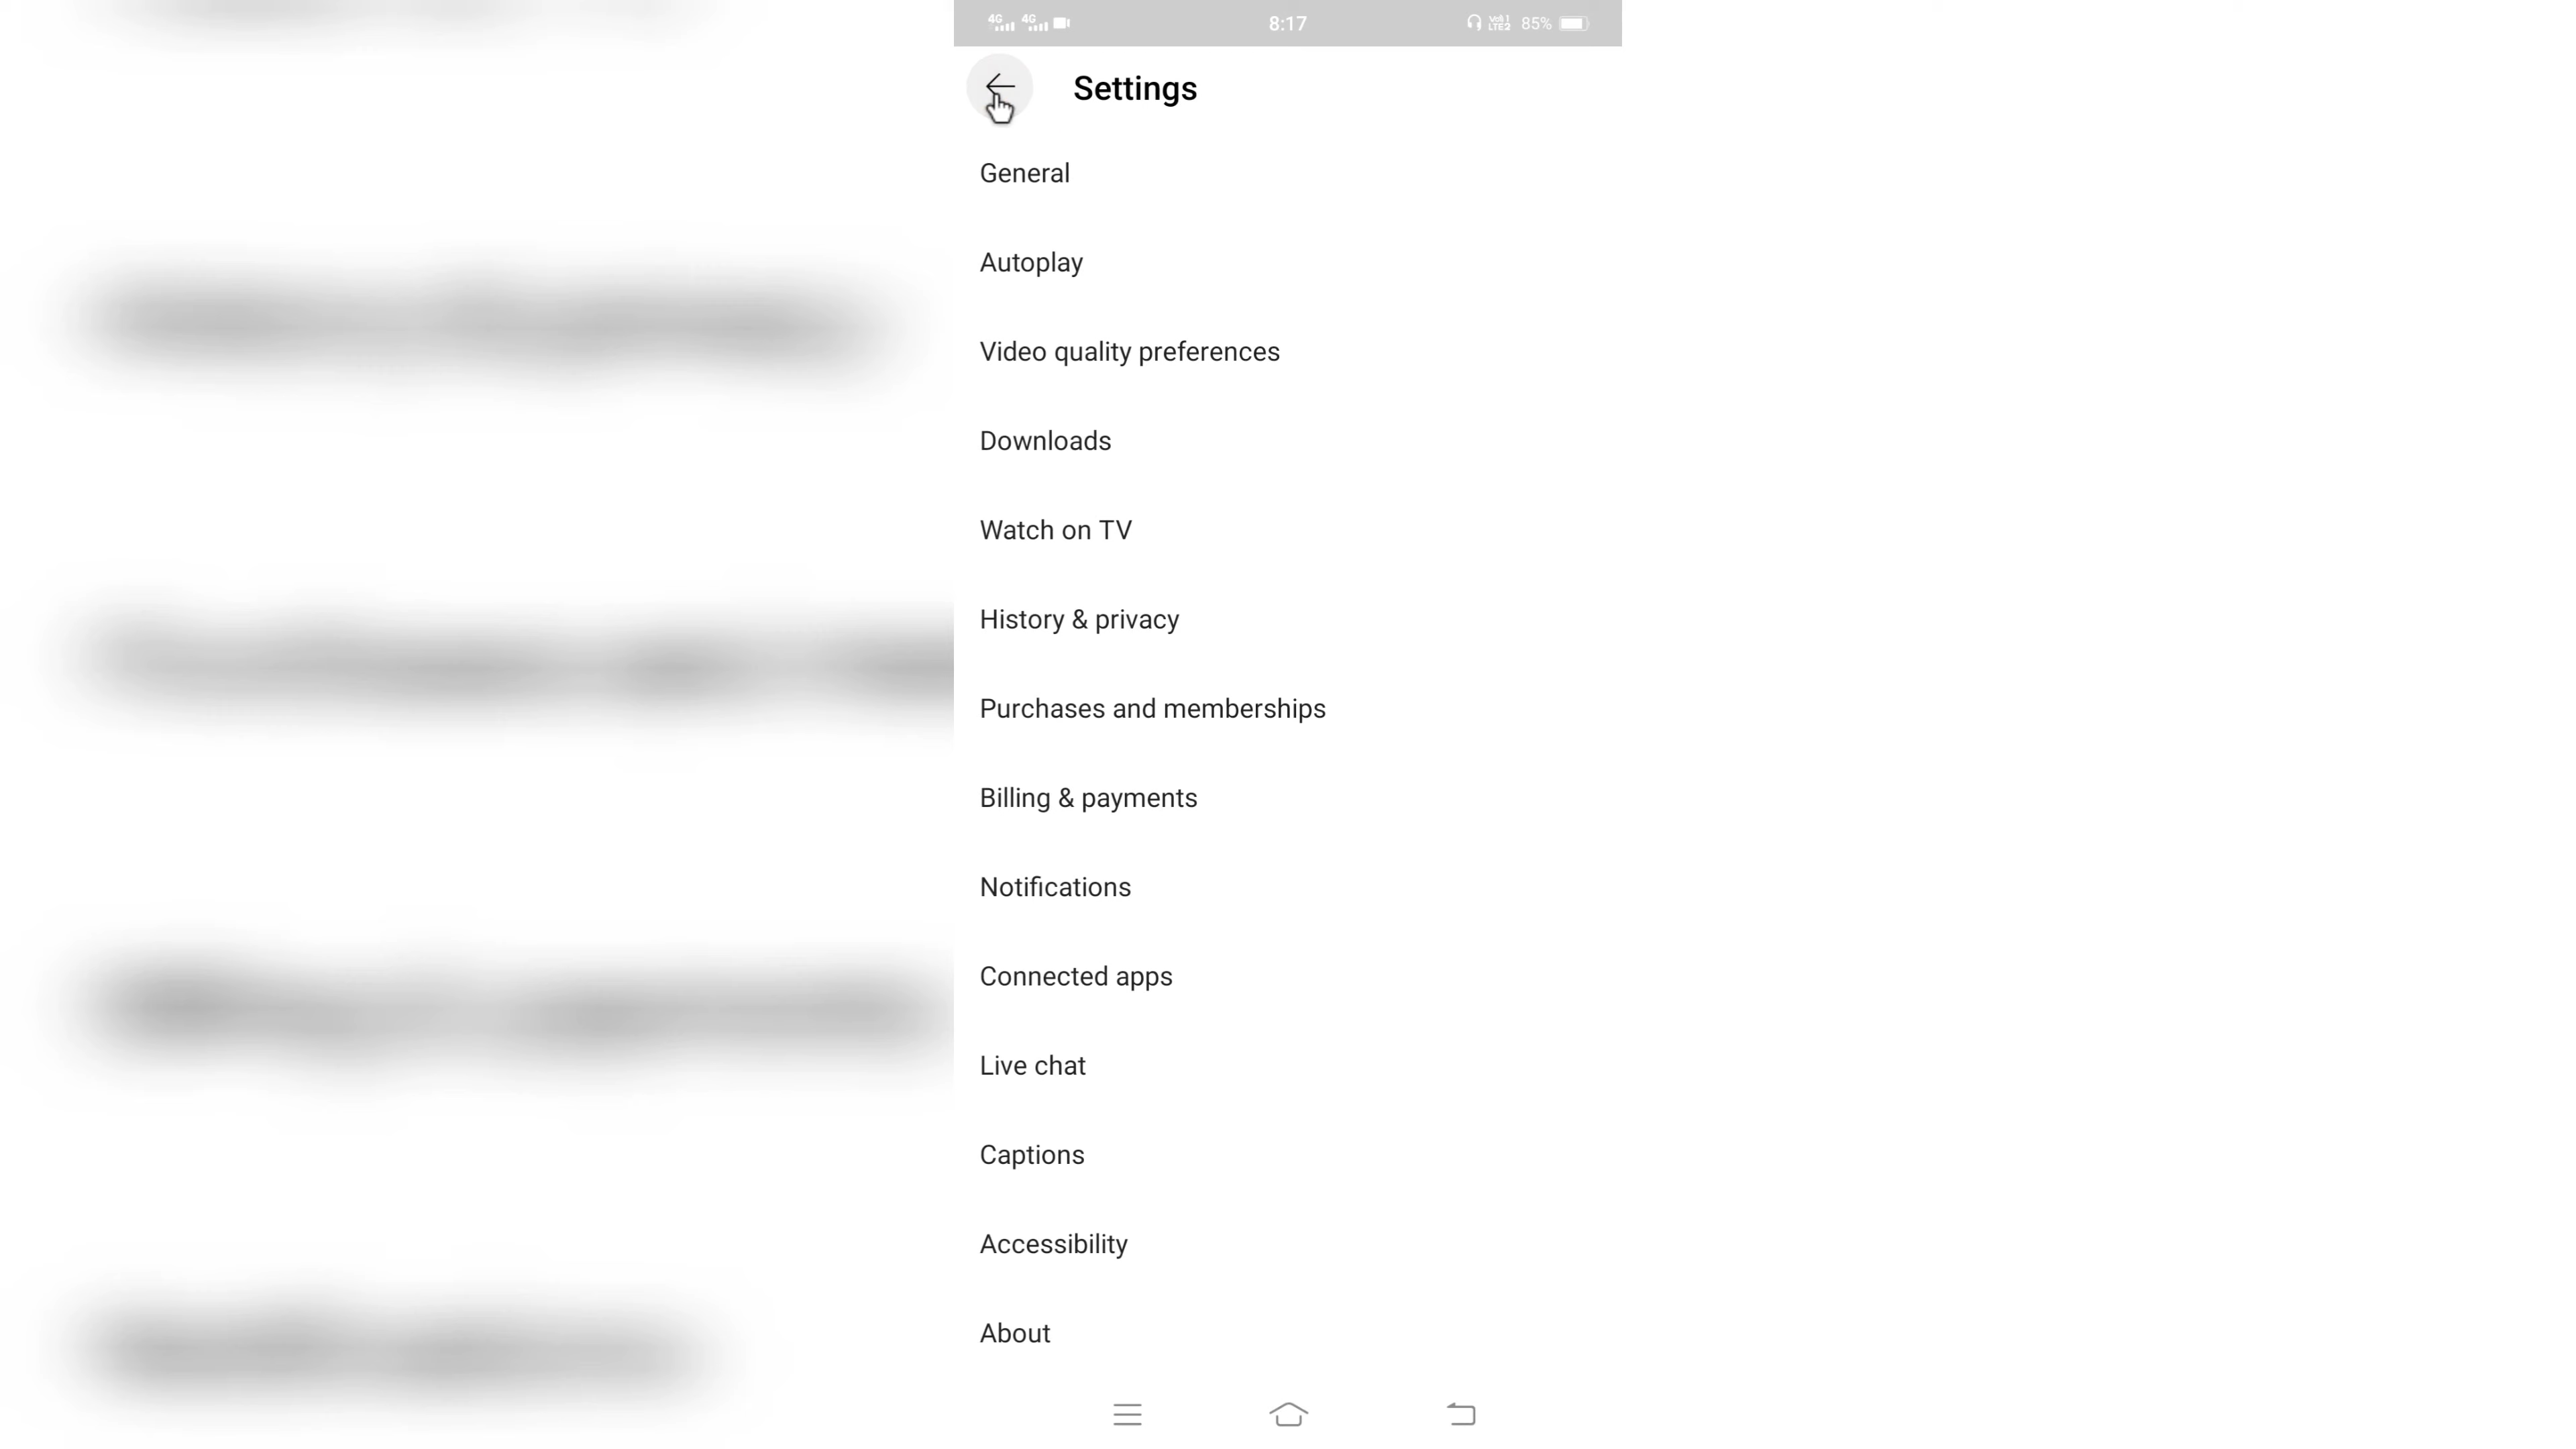 4G 4G 8:17 85%
Settings
General
Autoplay
Video quality preferences
Downloads
Watch on TV
History & privacy
Purchases and memberships
Billing & payments
Notifications
Connected apps
Live chat
Captions
Accessibility
About